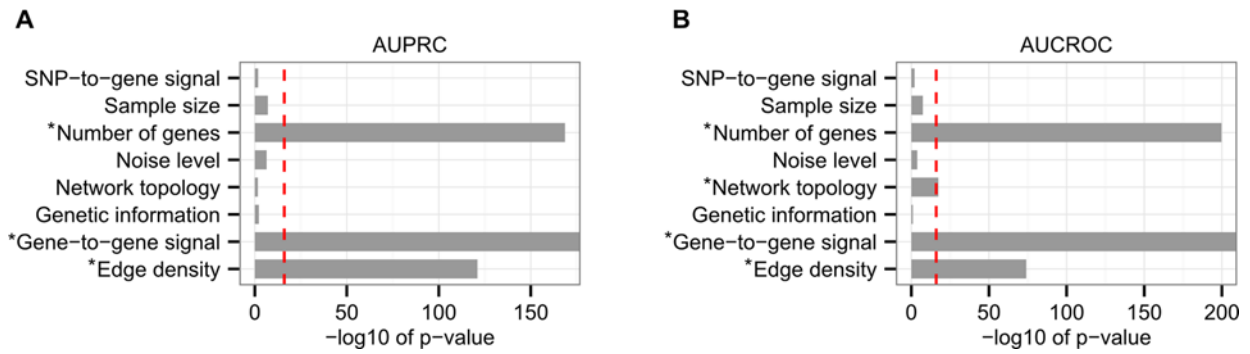 A
AUPRC
SNP−to−gene signal
Sample size
*Number of genes
Noise level
Network topology
Genetic information
*Gene−to−gene signal
*Edge density
0 50 100 150
−log10 of p−value
B
AUCROC
SNP−to−gene signal
Sample size
*Number of genes
Noise level
*Network topology
Genetic information
*Gene−to−gene signal
*Edge density
0 50 100 150 200
−log10 of p−value